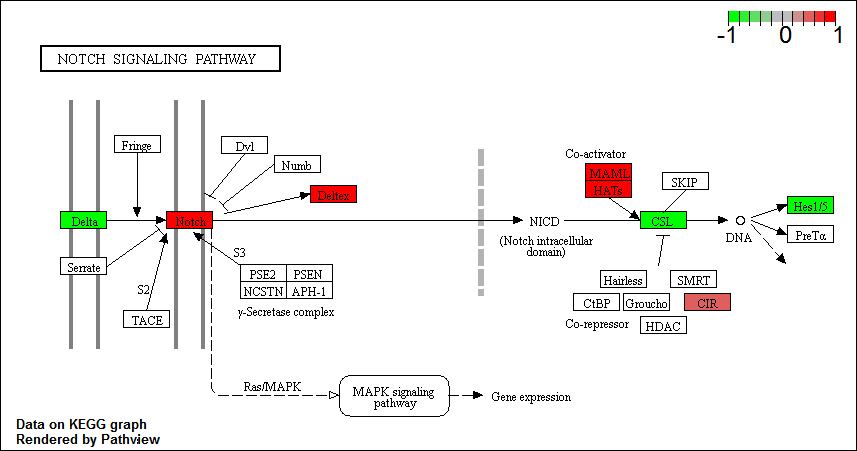 -1 0 1
NOTCH SIGNALING PATHWAY
Fringe
Dvl
Numb
Deltex
Delta
Notch
Serrate
S2
TACE
S3
PSE2 PSEN
NCSTN APH-1
γ-Secretase complex
NICD
(Notch intracellular
domain)
Co-activator
MAML
HATs
SKIP
CSL
DNA
Hes1/5
PreTα
Hairless
SMRT
CtBP
Groucho
CIR
Co-repressor
HDAC
Ras/MAPK
MAPK signaling
pathway
Gene expression
Data on KEGG graph
Rendered by Pathview